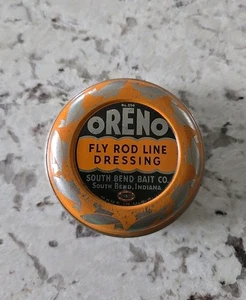 ORENO
FLY ROD LINE
DRESSING
SOUTH BEND BAIT CO.
SOUTH BEND, INDIANA